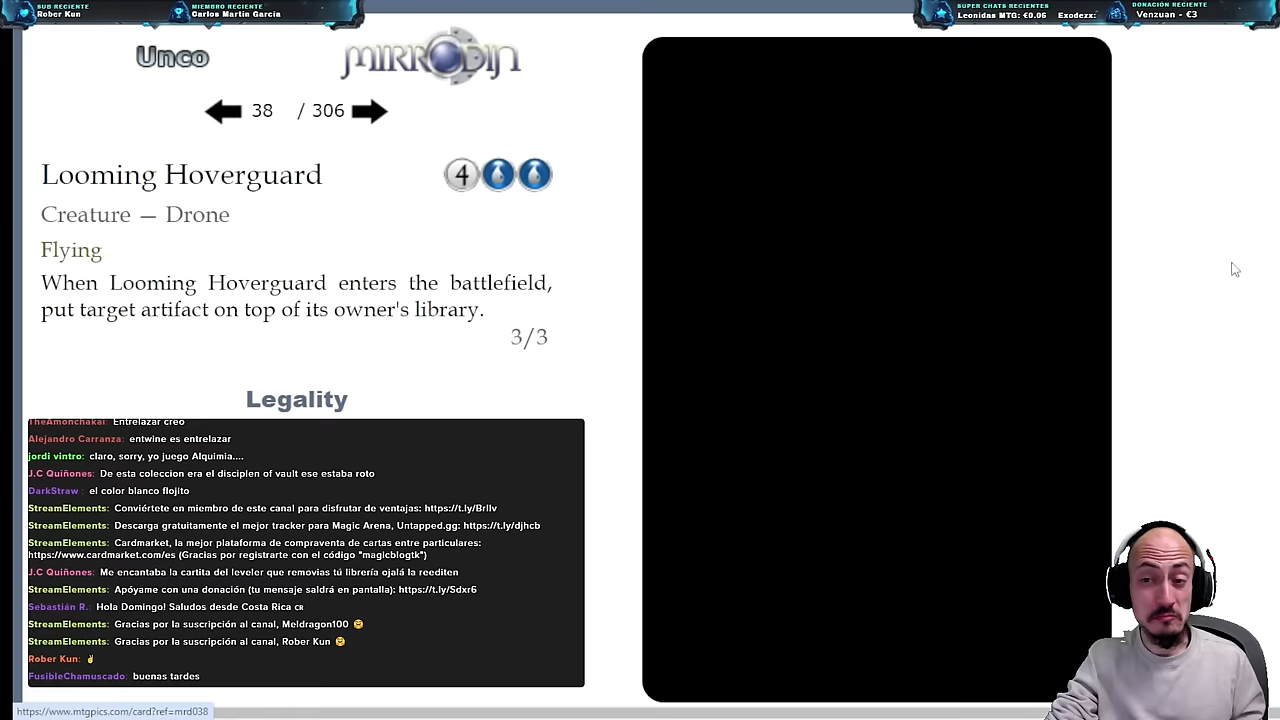 SUB RECIENTE
Rober Kun
MIEMBRO RECIENTE
Carlos Martin Garcia
SUPER CHATS RECIENTES
Leonidas MTG: €0.06 Exodezx:
DONACIÓN RECIENTE
Venzuan - €3
Unco
MIRRODIN
38 / 306
Looming Hoverguard 4
Creature — Drone
Flying
When Looming Hoverguard enters the battlefield,
put target artifact on top of its owner's library.
3/3
Legality
TheAmonchakai: Entrelazar creo
Alejandro Carranza: entwine es entrelazar
jordi vintro: claro, sorry, yo juego Alquimia....
J.C Quiñones: De esta coleccion era el disciplen of vault ese estaba roto
DarkStraw : el color blanco flojito
StreamElements: Conviértete en miembro de este canal para disfrutar de ventajas: https://t.ly/BrIlv
StreamElements: Descarga gratuitamente el mejor tracker para Magic Arena, Untapped.gg: https://t.ly/djhcb
StreamElements: Cardmarket, la mejor plataforma de compraventa de cartas entre particulares:
https://www.cardmarket.com/es (Gracias por registrarte con el código "magicblogtk")
J.C Quiñones: Me encantaba la cartita del leveler que removias tú librería ojalá la reediten
StreamElements: Apóyame con una donación (tu mensaje saldrá en pantalla): https://t.ly/Sdxr6
Sebastián R.: Hola Domingo! Saludos desde Costa Rica CR
StreamElements: Gracias por la suscripción al canal, Meldragon100 🤗
StreamElements: Gracias por la suscripción al canal, Rober Kun 🤗
Rober Kun: ✌
FusibleChamuscado: buenas tardes
https://www.mtgpics.com/card?ref=mrd038